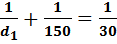 1/d₁ + 1/150 = 1/30